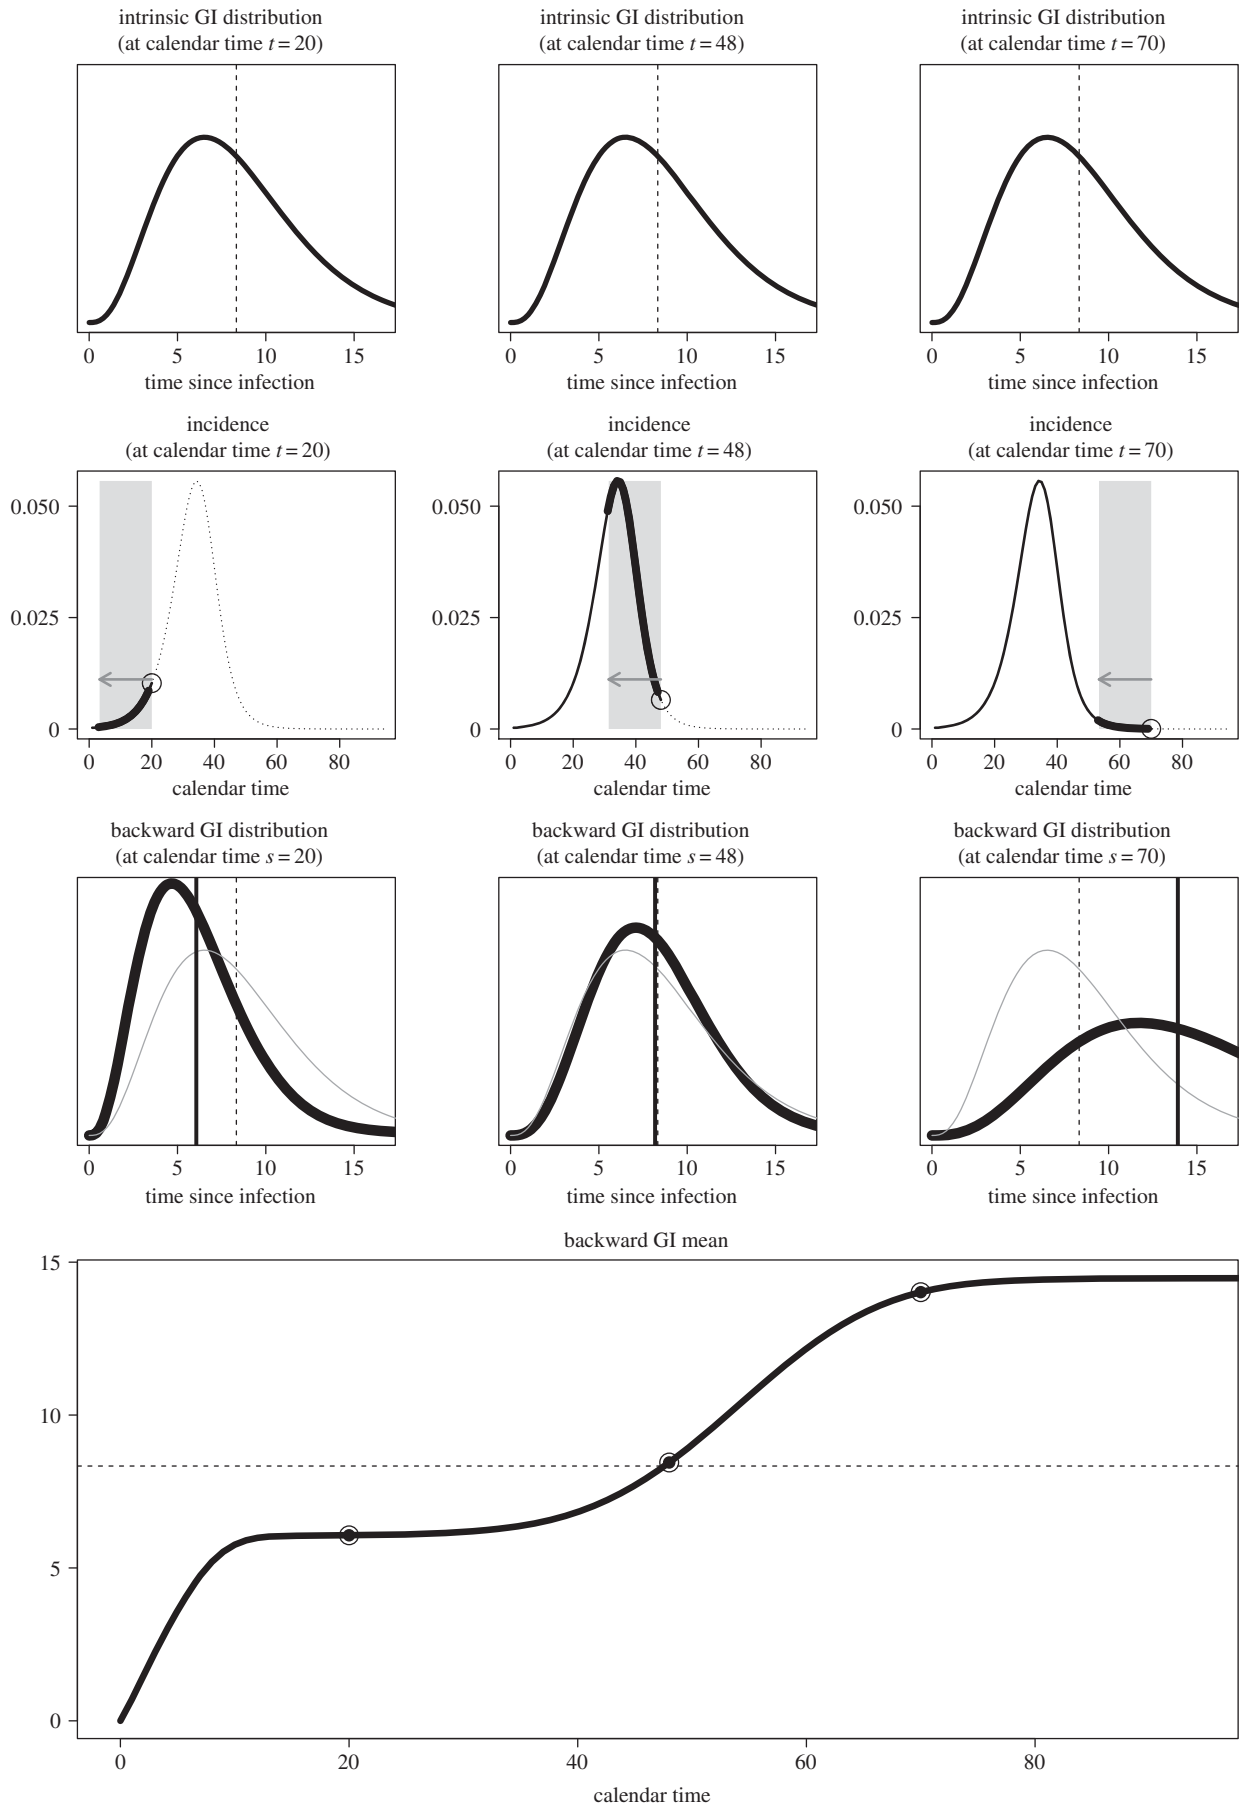 intrinsic GI distribution
(at calendar time t = 20)
intrinsic GI distribution
(at calendar time t = 48)
intrinsic GI distribution
(at calendar time t = 70)
0 5 10 15
time since infection
0 5 10 15
time since infection
0 5 10 15
time since infection
incidence
(at calendar time t = 20)
0.050
0.025
0
0 20 40 60 80
calendar time
incidence
(at calendar time t = 48)
0.050
0.025
0
0 20 40 60 80
calendar time
incidence
(at calendar time t = 70)
0.050
0.025
0
0 20 40 60 80
calendar time
backward GI distribution
(at calendar time s = 20)
0 5 10 15
time since infection
backward GI distribution
(at calendar time s = 48)
0 5 10 15
time since infection
backward GI distribution
(at calendar time s = 70)
0 5 10 15
time since infection
backward GI mean
15
10
5
0
0 20 40 60 80
calendar time